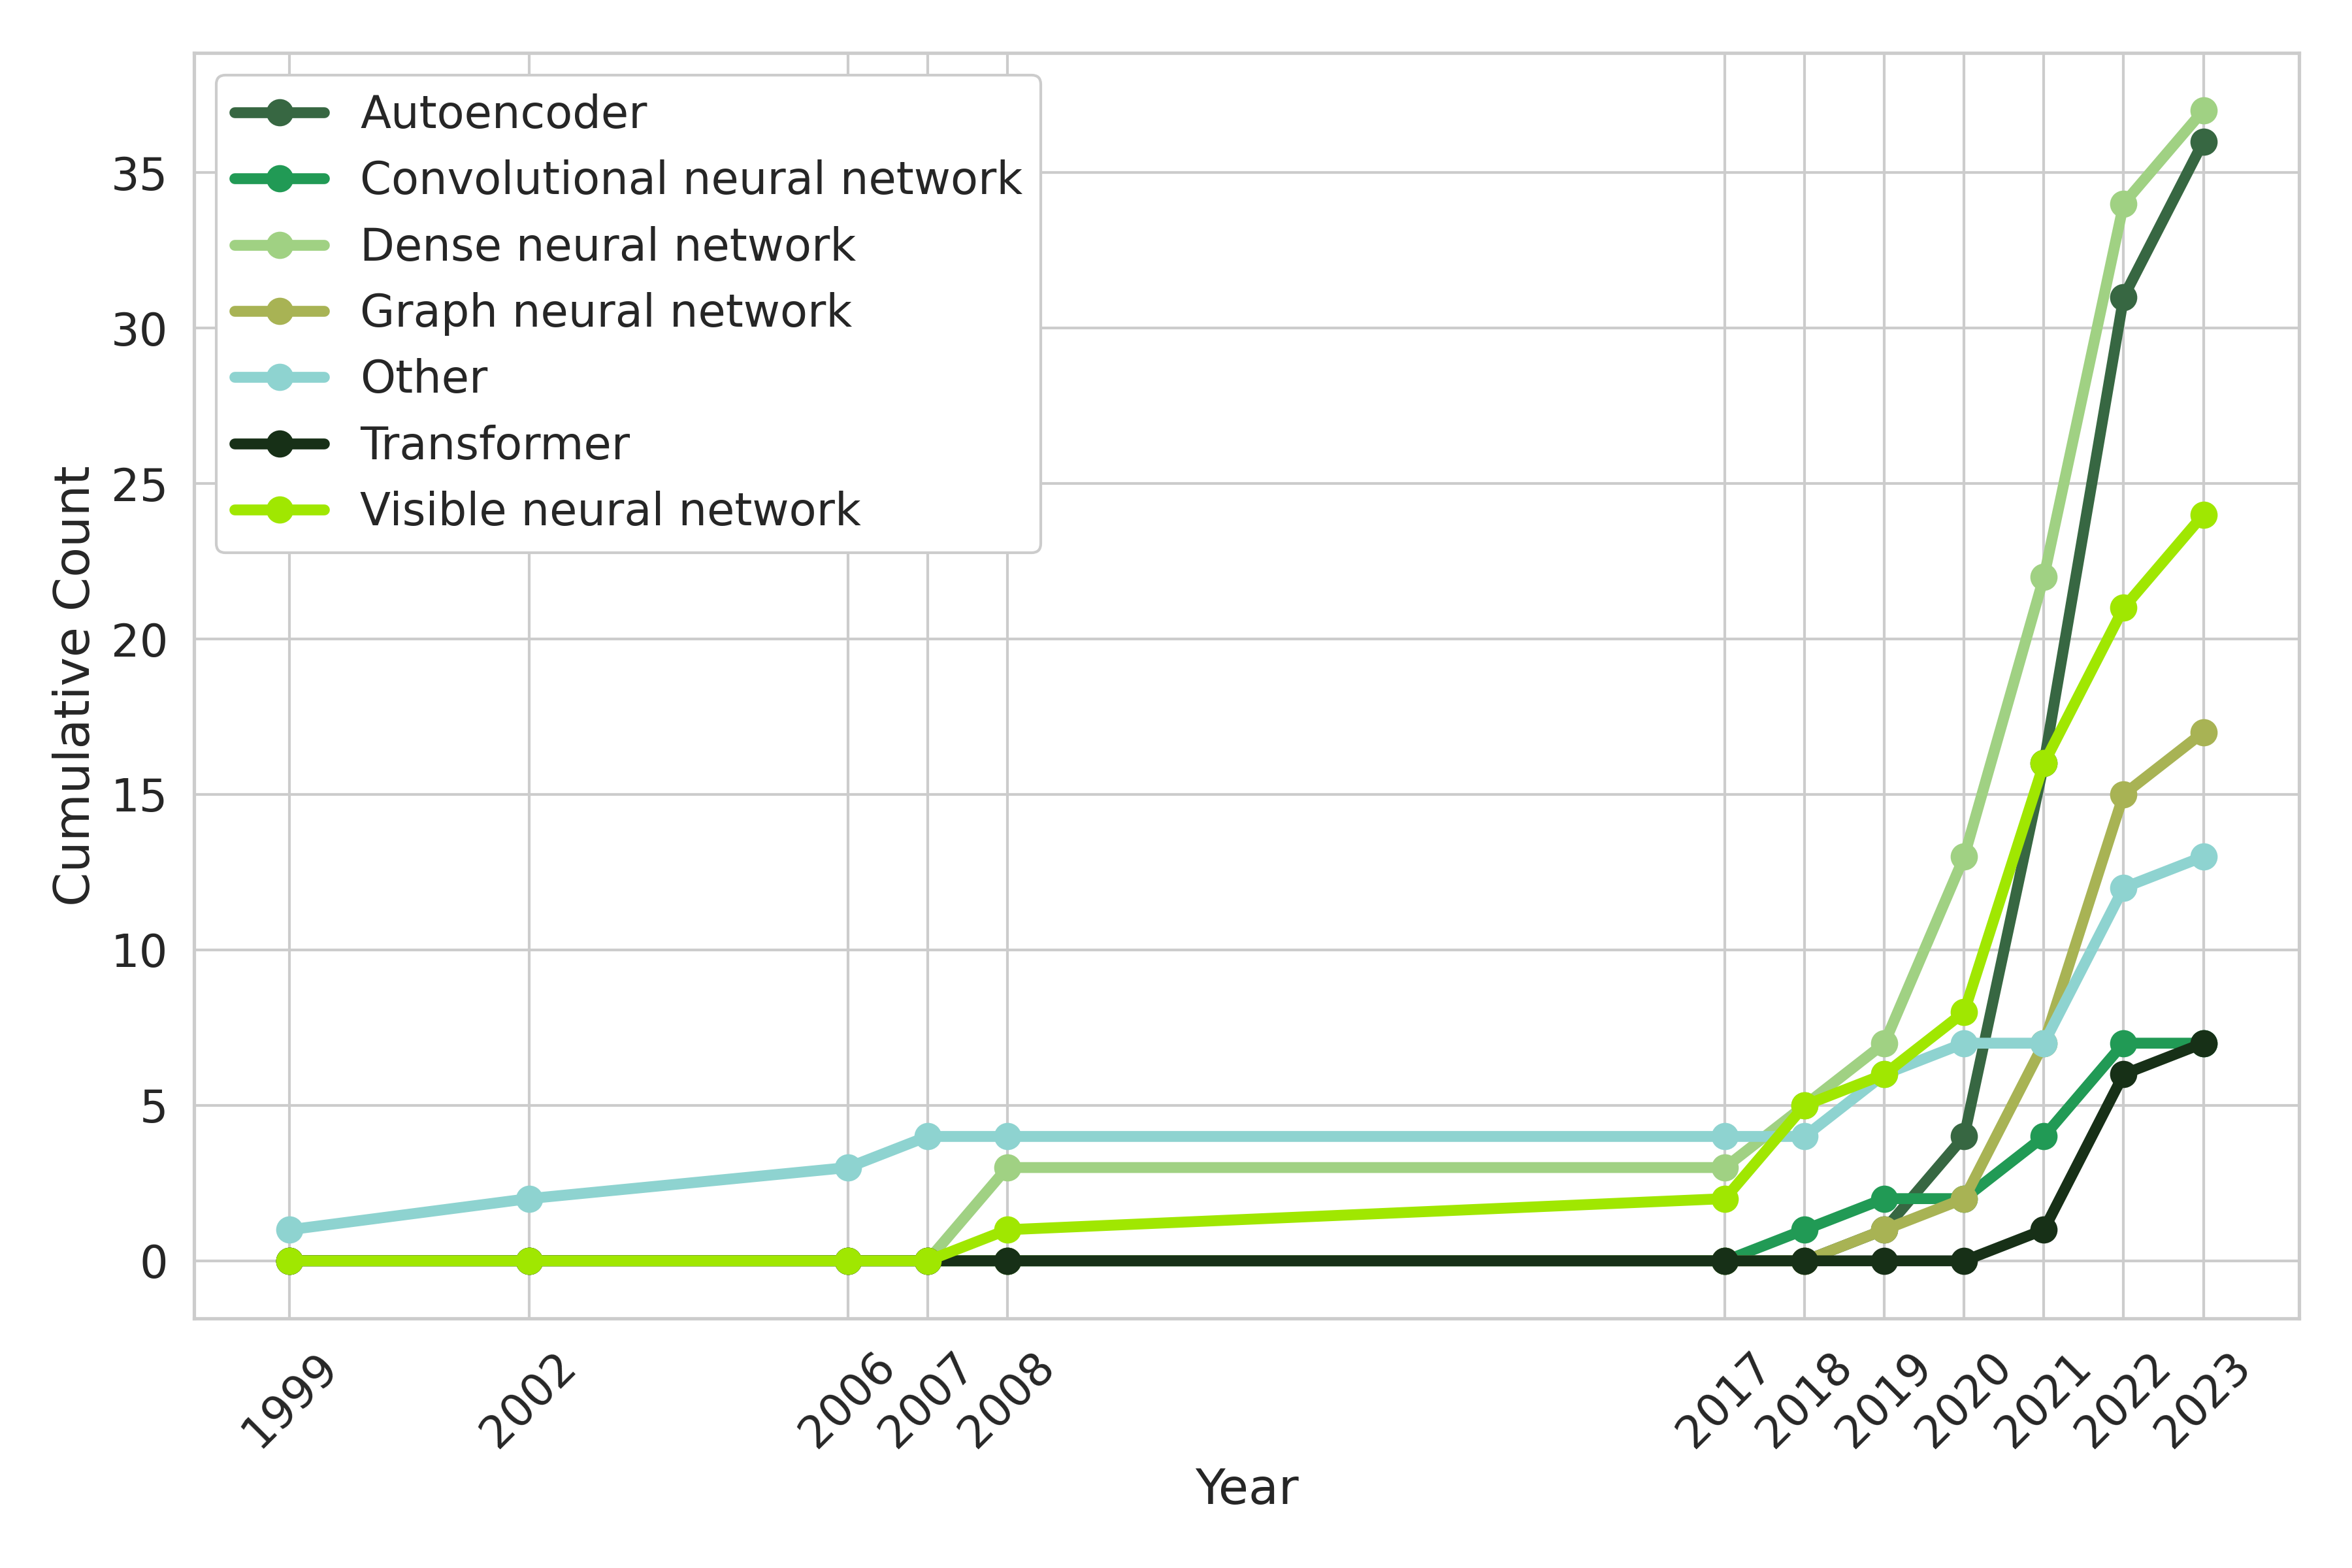 Autoencoder
Convolutional neural network
Dense neural network
Graph neural network
Other
Transformer
Visible neural network
Cumulative Count
35
30
25
20
15
10
5
0
1999
2002
2006
2007
2008
2017
2018
2019
2020
2021
2022
2023
Year